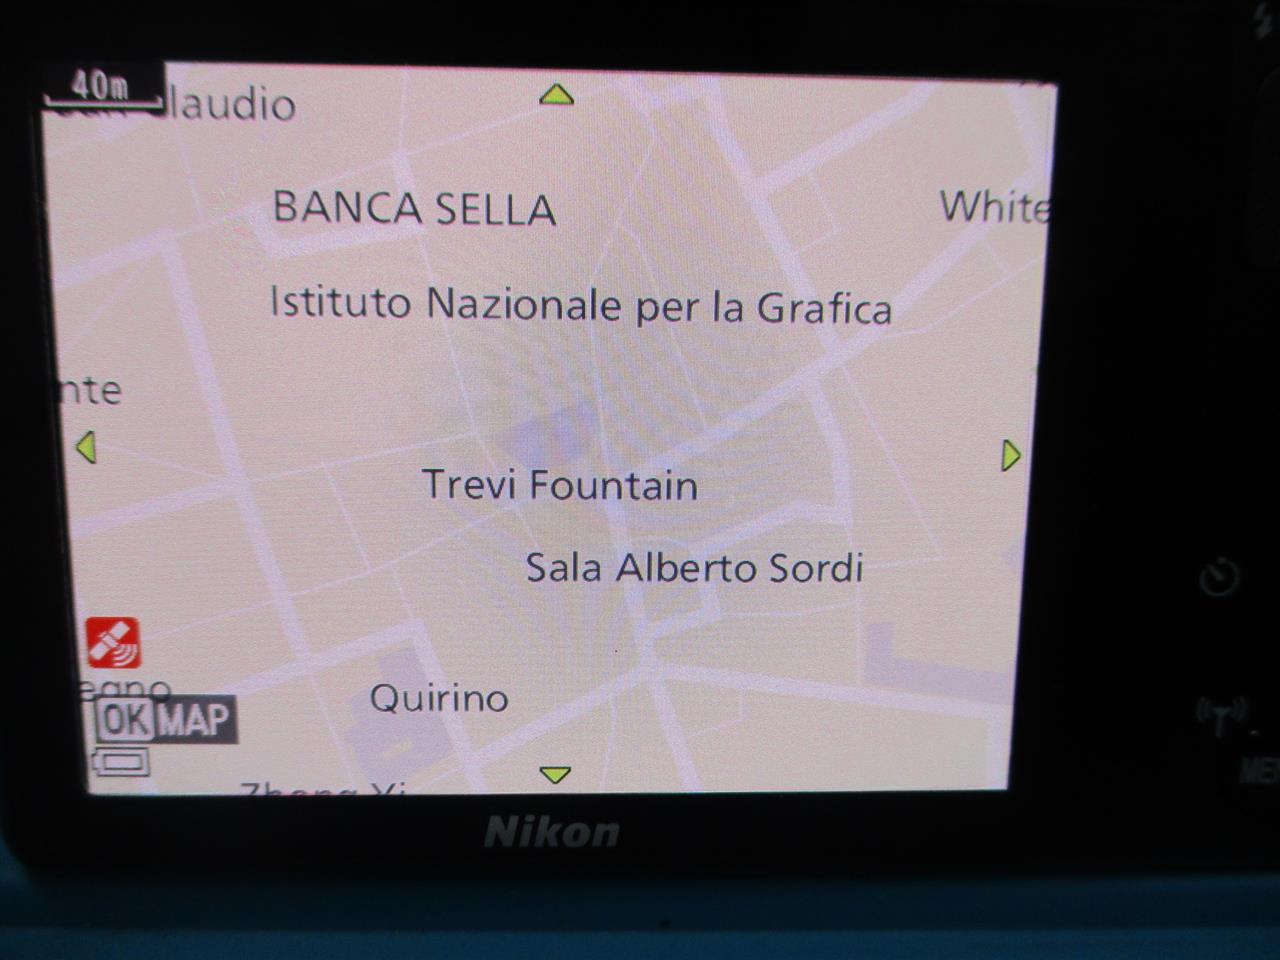 40m
laudio
BANCA SELLA
White
Istituto Nazionale per la Grafica
nte
Trevi Fountain
Sala Alberto Sordi
Quirino
OK MAP
Nikon